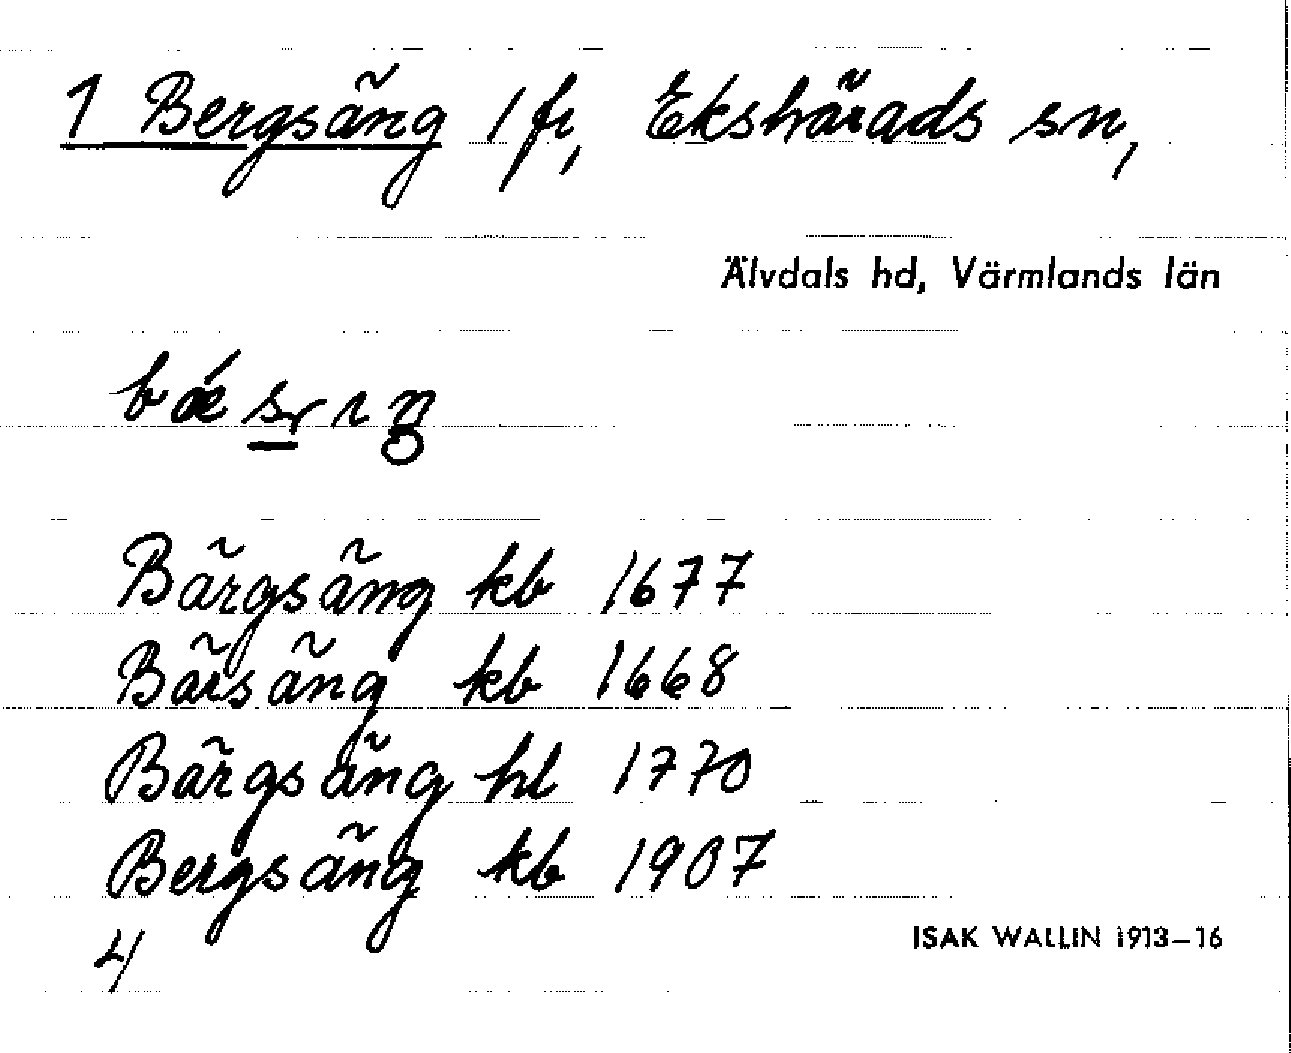 1 Bergsäng 1 fr, Ekshärads sn,
Älvdals hd, Värmlands län
Bärgsäng kb 1677
Bärsäng kb 1668
Bärgsäng hl 1770
Bergsäng kb 1907
4
ISAK WALLIN 1913–16